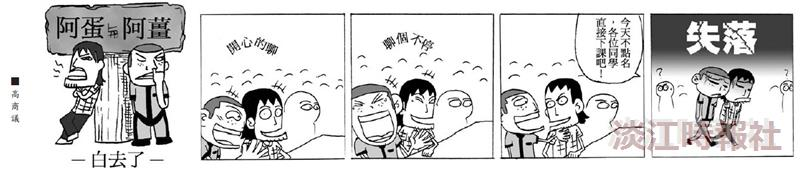 阿蛋與阿薑
■高商議
—白去了—
開心的聊
聊個不停
今天不點名
，各位同學
直接下課吧！
失落
?
?
淡江時報社